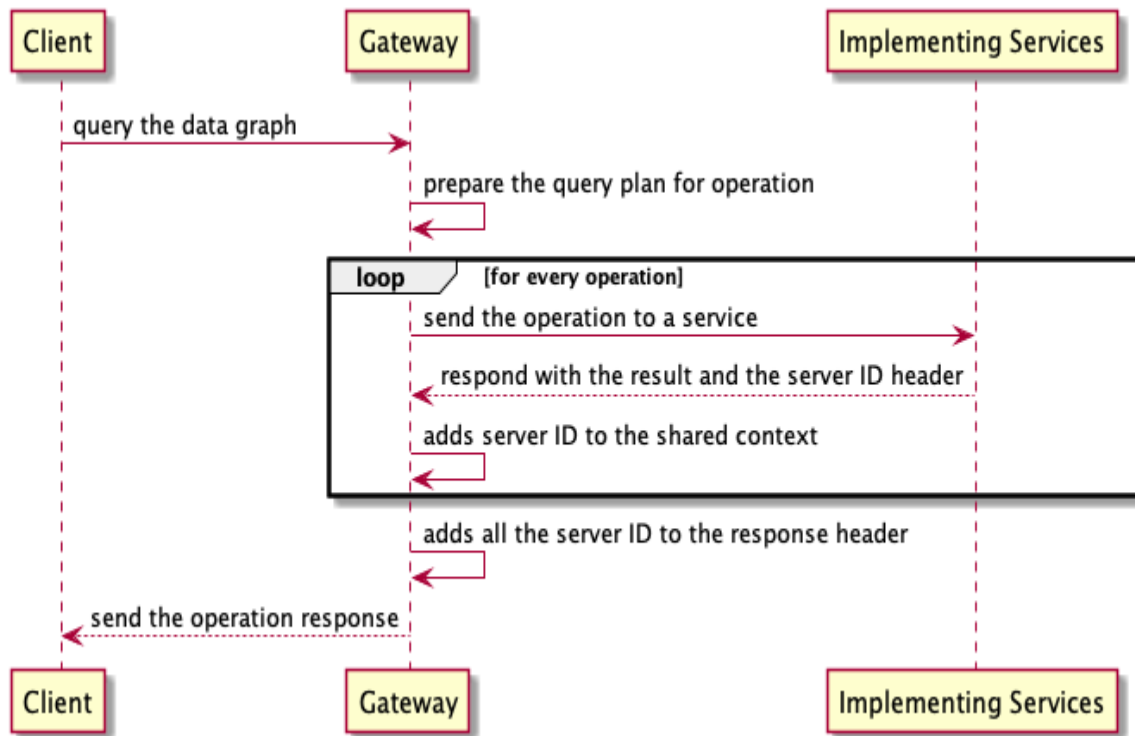 Client
Gateway
Implementing Services
query the data graph
prepare the query plan for operation
loop
[for every operation]
send the operation to a service
respond with the result and the server ID header
adds server ID to the shared context
adds all the server ID to the response header
send the operation response
Client
Gateway
Implementing Services